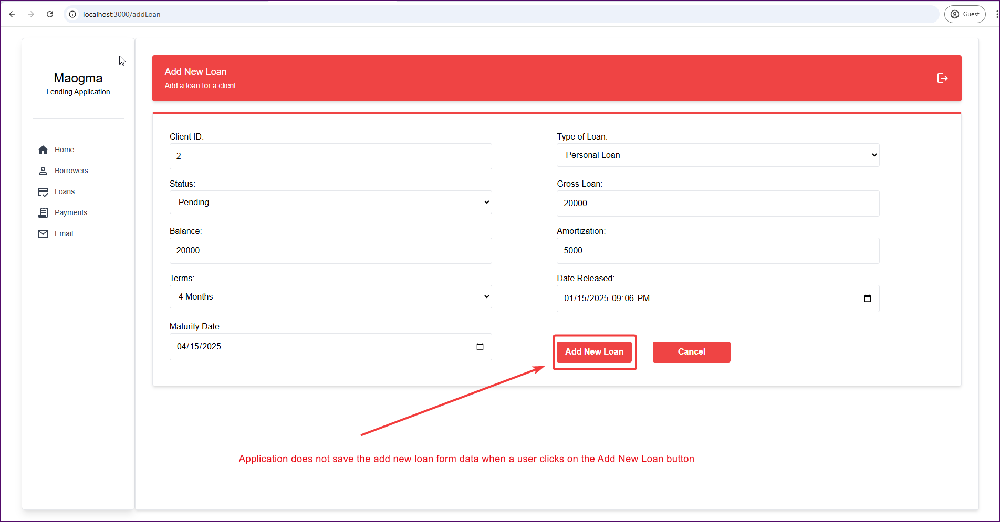 localhost:3000/addLoan
Guest
Maogma
Lending Application
Home
Borrowers
Loans
Payments
Email
Add New Loan
Add a loan for a client
Client ID:
2
Type of Loan:
Personal Loan
Status:
Pending
Gross Loan:
20000
Balance:
20000
Amortization:
5000
Terms:
4 Months
Date Released:
01/15/2025 09:06 PM
Maturity Date:
04/15/2025
Add New Loan
Cancel
Application does not save the add new loan form data when a user clicks on the Add New Loan button